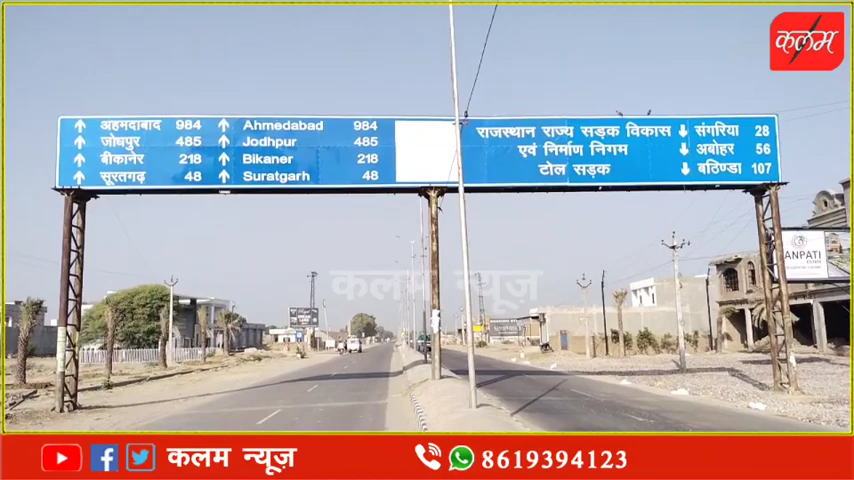 कलम
↑ अहमदाबाद 984 ↑ Ahmedabad 984
↑ जोधपुर 485 ↑ Jodhpur 485
↑ बीकानेर 218 ↑ Bikaner 218
↑ सूरतगढ़ 48 ↑ Suratgarh 48
राजस्थान राज्य सड़क विकास
एवं निर्माण निगम
टोल सड़क
↓ संगरिया 28
↓ अबोहर 56
↓ बठिण्डा 107
ANPATI
कलम न्यूज़
कलम न्यूज़ 8619394123